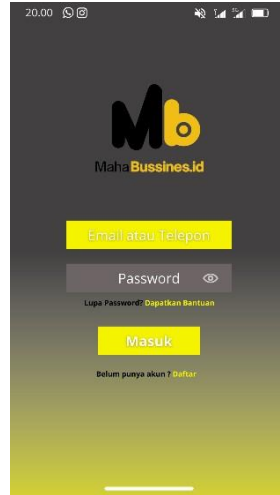 20.00
Mb
MahaBussines.id
Email atau Telepon
Password
Lupa Password? Dapatkan Bantuan
Masuk
Belum punya akun ? Daftar